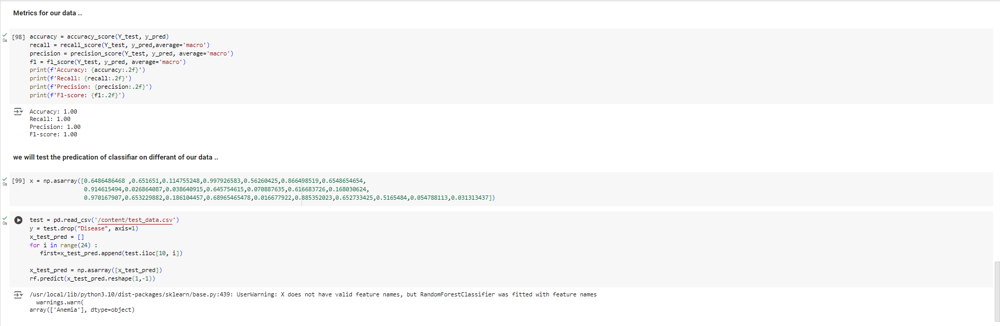 Metrics for our data ..
[98] accuracy = accuracy_score(Y_test, y_pred)
recall = recall_score(Y_test, y_pred,average='macro')
precision = precision_score(Y_test, y_pred, average='macro')
f1 = f1_score(Y_test, y_pred, average='macro')
print(f'Accuracy: {accuracy:.2f}')
0s
print(f'Recall: {recall:.2f}')
print(f'Precision: {precision:.2f}')
print(f'F1-score: {f1:.2f}')
Accuracy: 1.00
Recall: 1.00
Precision: 1.00
F1-score: 1.00
we will test the predication of classifiar on differant of our data ..
[99] x = np.asarray([0.6486486468 ,0.651651,0.114755248,0.997926583,0.56260425,0.866498519,0.6548654654,
0s
0.914615494,0.026864087,0.038640915,0.645754615,0.070887635,0.616683726,0.168030624,
0.970167907,0.653229882,0.186104457,0.68965465478,0.016677922,0.885352023,0.652733425,0.5165484,0.054788113,0.031313437])
test = pd.read_csv('/content/test_data.csv')
0s
y = test.drop("Disease", axis=1)
x_test_pred = []
for i in range(24) :
first=x_test_pred.append(test.iloc[10, i])
x_test_pred = np.asarray([x_test_pred])
rf.predict(x_test_pred.reshape(1,-1))
/usr/local/lib/python3.10/dist-packages/sklearn/base.py:439: UserWarning: X does not have valid feature names, but RandomForestClassifier was fitted with feature names
warnings.warn(
array(['Anemia'], dtype=object)